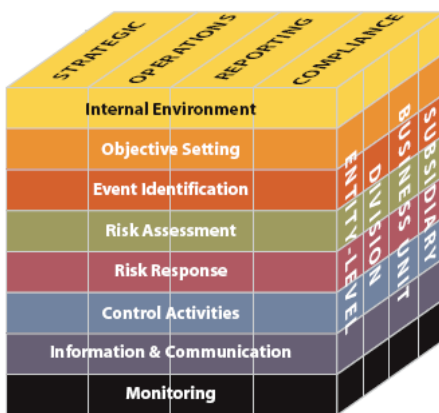 STRATEGIC
OPERATIONS
REPORTING
COMPLIANCE
Internal Environment
Objective Setting
Event Identification
Risk Assessment
Risk Response
Control Activities
Information & Communication
Monitoring
ENTITY-LEVEL
DIVISION
BUSINESS UNIT
SUBSIDIARY